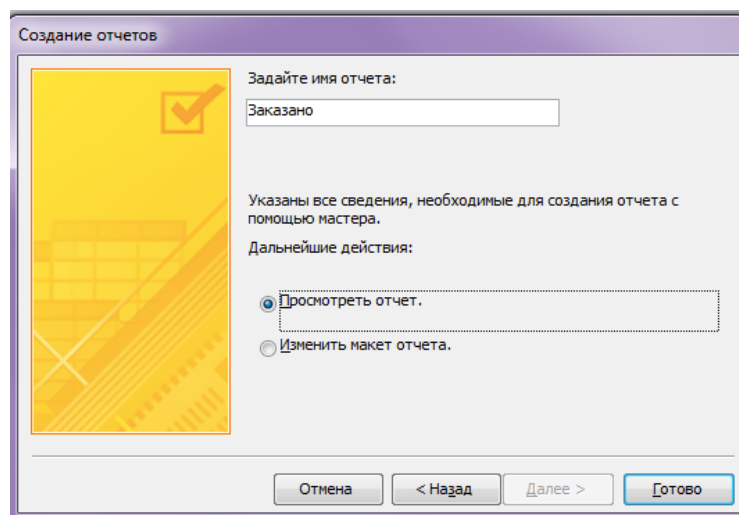 Создание отчетов
Задайте имя отчета:
Заказано
Указаны все сведения, необходимые для создания отчета с
помощью мастера.
Дальнейшие действия:
Просмотреть отчет.
Изменить макет отчета.
Отмена
< Назад
Далее >
Готово